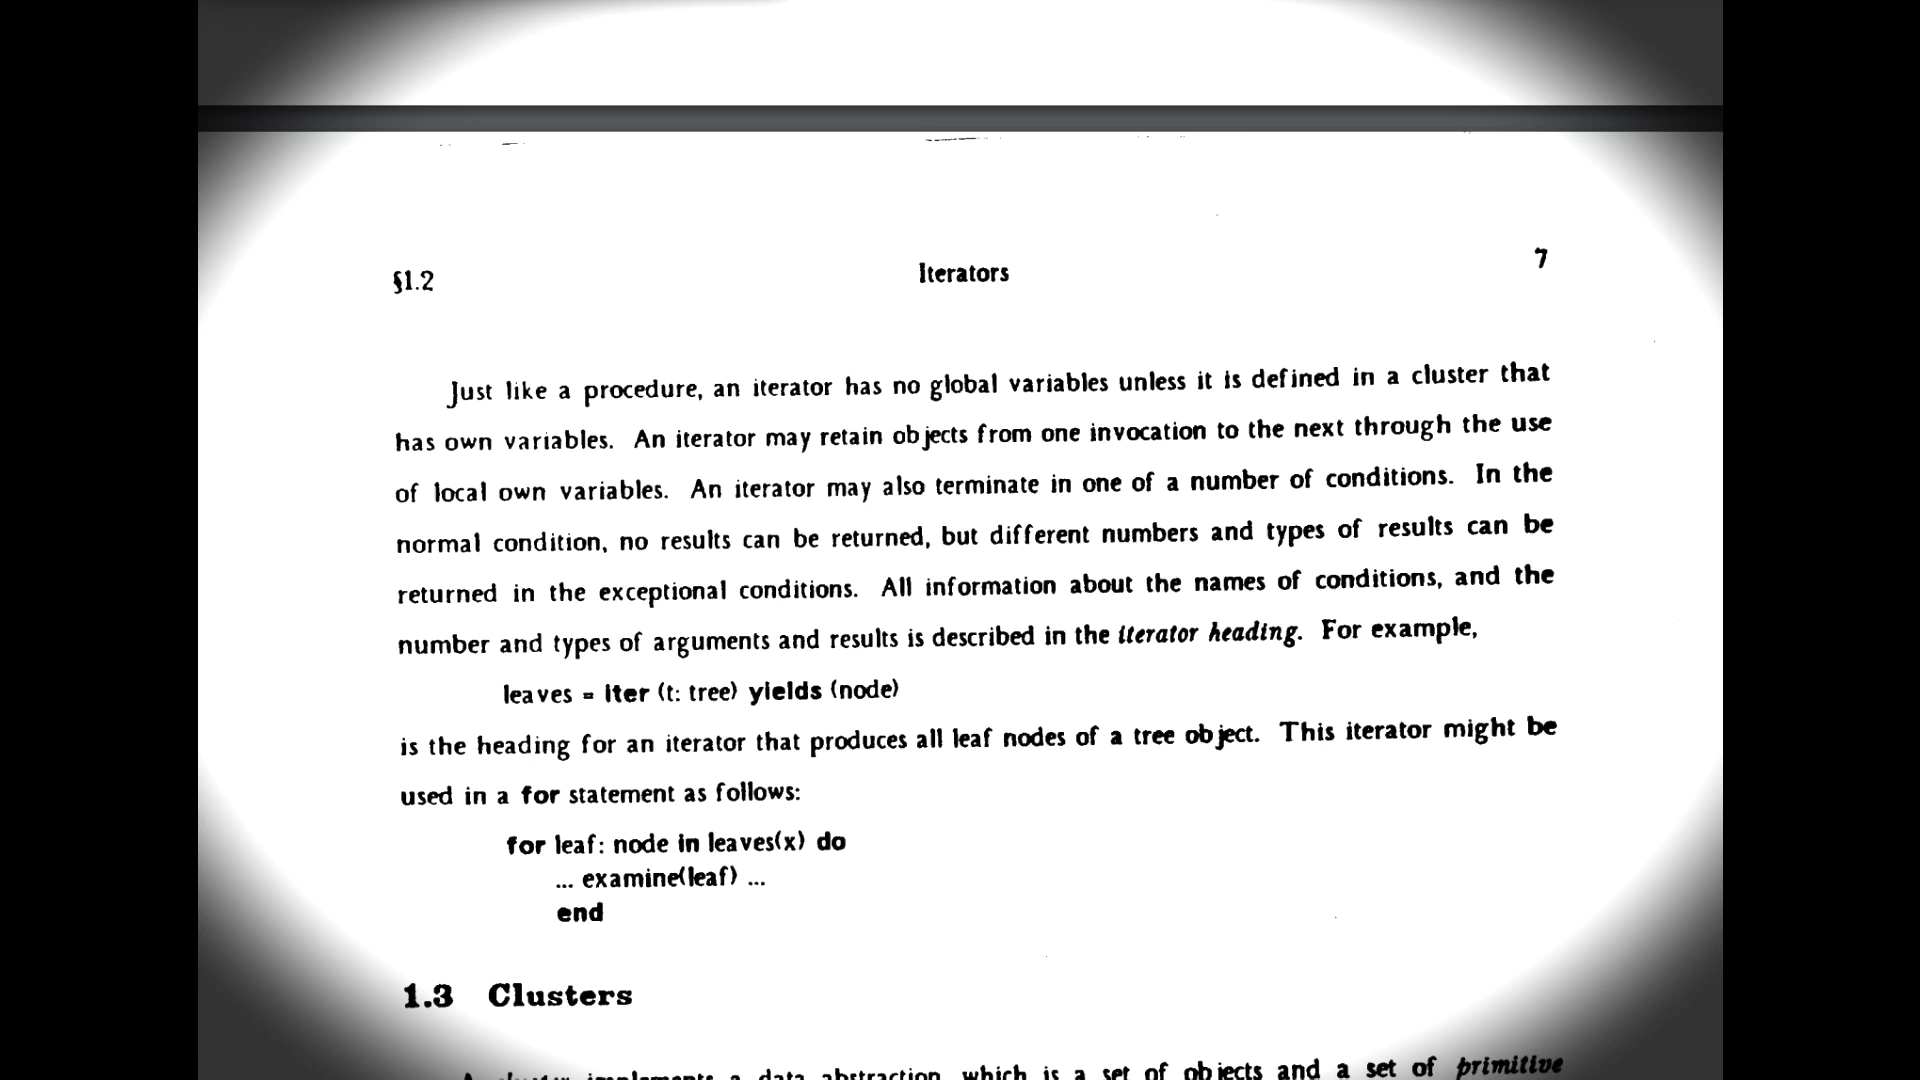 §1.2 Iterators 7
Just like a procedure, an iterator has no global variables unless it is defined in a cluster that
has own variables. An iterator may retain objects from one invocation to the next through the use
of local own variables. An iterator may also terminate in one of a number of conditions. In the
normal condition, no results can be returned, but different numbers and types of results can be
returned in the exceptional conditions. All information about the names of conditions, and the
number and types of arguments and results is described in the iterator heading. For example,
leaves = iter (t: tree) yields (node)
is the heading for an iterator that produces all leaf nodes of a tree object. This iterator might be
used in a for statement as follows:
for leaf: node in leaves(x) do
... examine(leaf) ...
end
1.3 Clusters
A cluster implements a data abstraction, which is a set of objects and a set of primitive